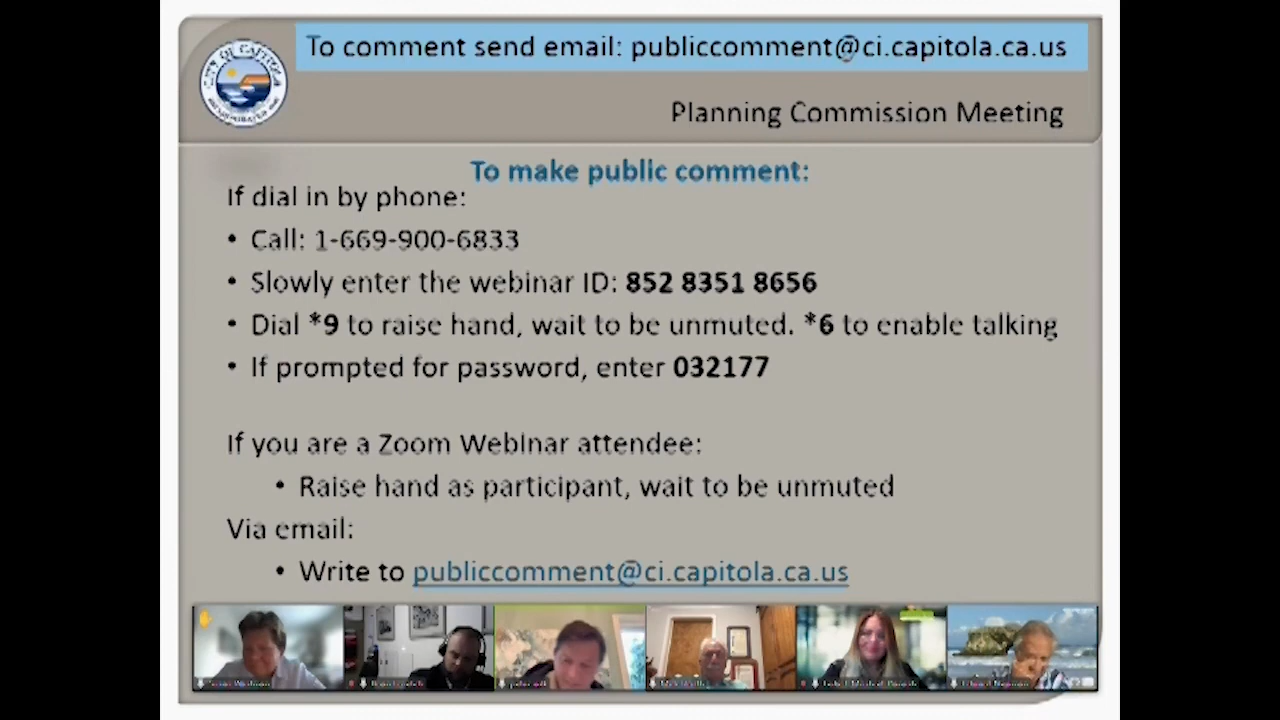 To comment send email: publiccomment@ci.capitola.ca.us
CITY OF CAPITOLA
Planning Commission Meeting
To make public comment:
If dial in by phone:
• Call: 1-669-900-6833
• Slowly enter the webinar ID: 852 8351 8656
• Dial *9 to raise hand, wait to be unmuted. *6 to enable talking
• If prompted for password, enter 032177
If you are a Zoom Webinar attendee:
• Raise hand as participant, wait to be unmuted
Via email:
• Write to publiccomment@ci.capitola.ca.us